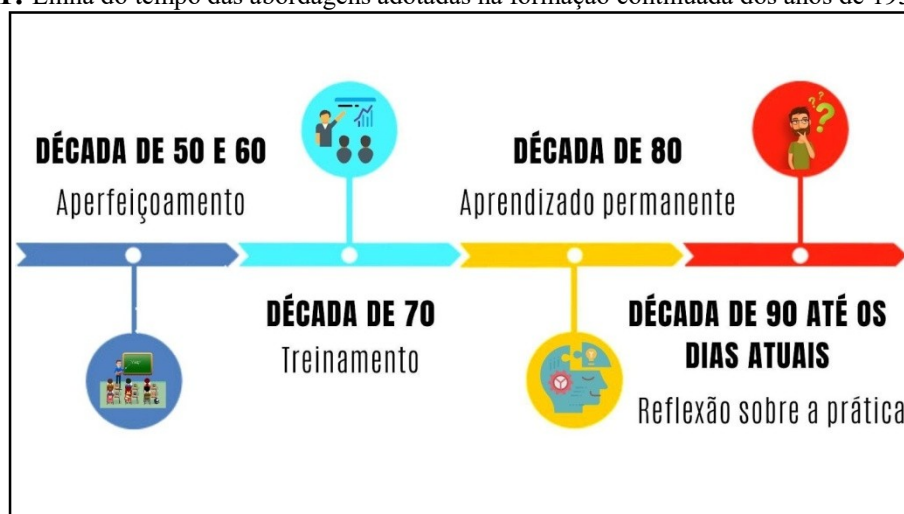 1: Linha do tempo das abordagens adotadas na formação continuada dos anos de
DÉCADA DE 50 E 60
Aperfeiçoamento
DÉCADA DE 70
Treinamento
DÉCADA DE 80
Aprendizado permanente
DÉCADA DE 90 ATÉ OS
DIAS ATUAIS
Reflexão sobre a prática